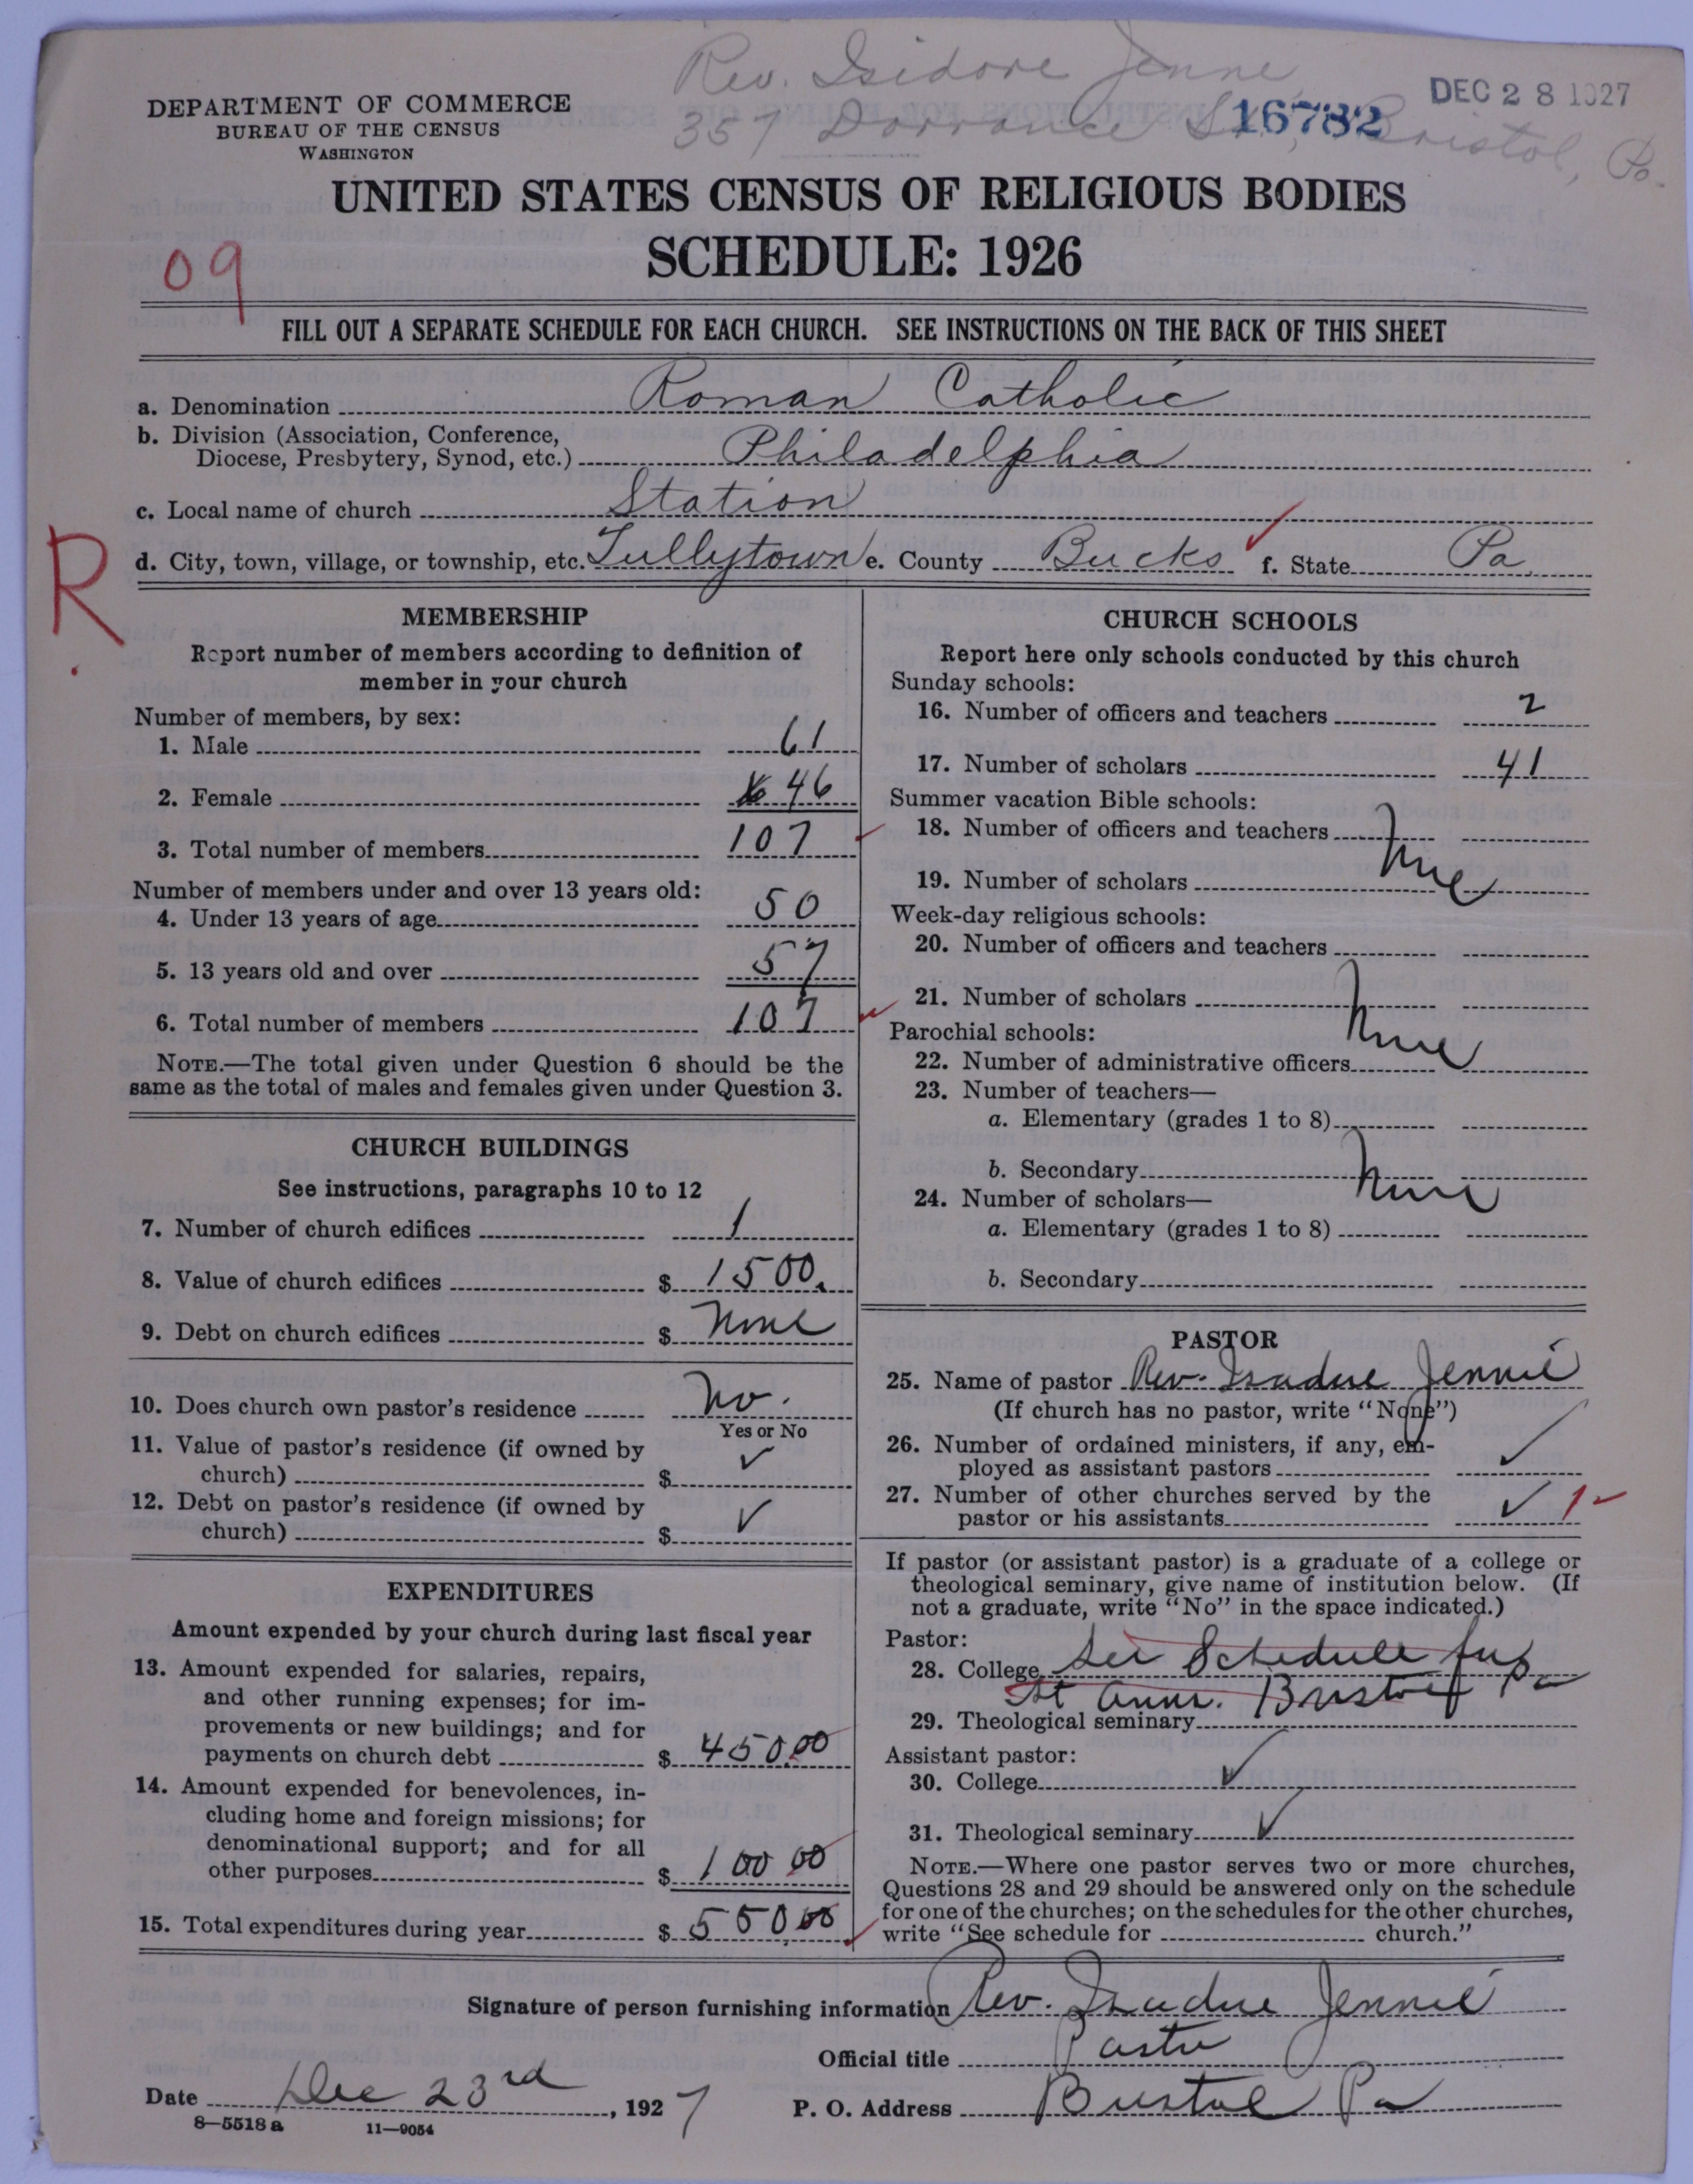 Rev. Isidore Jenne
357 Dorrance St., Bristol, Pa.
DEC 28 1927
16782
DEPARTMENT OF COMMERCE
BUREAU OF THE CENSUS
WASHINGTON
UNITED STATES CENSUS OF RELIGIOUS BODIES
SCHEDULE: 1926
09
FILL OUT A SEPARATE SCHEDULE FOR EACH CHURCH. SEE INSTRUCTIONS ON THE BACK OF THIS SHEET
a. Denomination Roman Catholic
b. Division (Association, Conference,
Diocese, Presbytery, Synod, etc.) Philadelphia
c. Local name of church Station
R.
d. City, town, village, or township, etc. Tullytown e. County Bucks f. State Pa
MEMBERSHIP
Report number of members according to definition of
member in your church
Number of members, by sex:
1. Male 61
2. Female 46
3. Total number of members 107
Number of members under and over 13 years old:
4. Under 13 years of age 50
5. 13 years old and over 57
6. Total number of members 107
NOTE.—The total given under Question 6 should be the
same as the total of males and females given under Question 3.
CHURCH BUILDINGS
See instructions, paragraphs 10 to 12
7. Number of church edifices 1
8. Value of church edifices $ 1500.
9. Debt on church edifices $ None
10. Does church own pastor's residence No.
Yes or No
11. Value of pastor's residence (if owned by
church) $ ✓
12. Debt on pastor's residence (if owned by
church) $ ✓
EXPENDITURES
Amount expended by your church during last fiscal year
13. Amount expended for salaries, repairs,
and other running expenses; for im-
provements or new buildings; and for
payments on church debt $ 450.00
14. Amount expended for benevolences, in-
cluding home and foreign missions; for
denominational support; and for all
other purposes $ 100 00
15. Total expenditures during year $ 550.00
CHURCH SCHOOLS
Report here only schools conducted by this church
Sunday schools:
16. Number of officers and teachers 2
17. Number of scholars 41
Summer vacation Bible schools:
18. Number of officers and teachers
None
19. Number of scholars
Week-day religious schools:
20. Number of officers and teachers
21. Number of scholars
None
Parochial schools:
22. Number of administrative officers
23. Number of teachers—
a. Elementary (grades 1 to 8)
b. Secondary
None
24. Number of scholars—
a. Elementary (grades 1 to 8)
b. Secondary
PASTOR
25. Name of pastor Rev. Isadore Jennie
(If church has no pastor, write "None")
26. Number of ordained ministers, if any, em-
ployed as assistant pastors ✓
27. Number of other churches served by the
pastor or his assistants ✓ 1
If pastor (or assistant pastor) is a graduate of a college or
theological seminary, give name of institution below. (If
not a graduate, write "No" in the space indicated.)
Pastor:
28. College See Schedule for
St Anns. Bristol Pa
29. Theological seminary
Assistant pastor:
30. College ✓
31. Theological seminary ✓
NOTE.—Where one pastor serves two or more churches,
Questions 28 and 29 should be answered only on the schedule
for one of the churches; on the schedules for the other churches,
write "See schedule for church."
Signature of person furnishing information Rev. Isadore Jennie
Official title Pastor
Date Dec 23rd, 1927
P. O. Address Bristol Pa
8—5518 a 11—9054